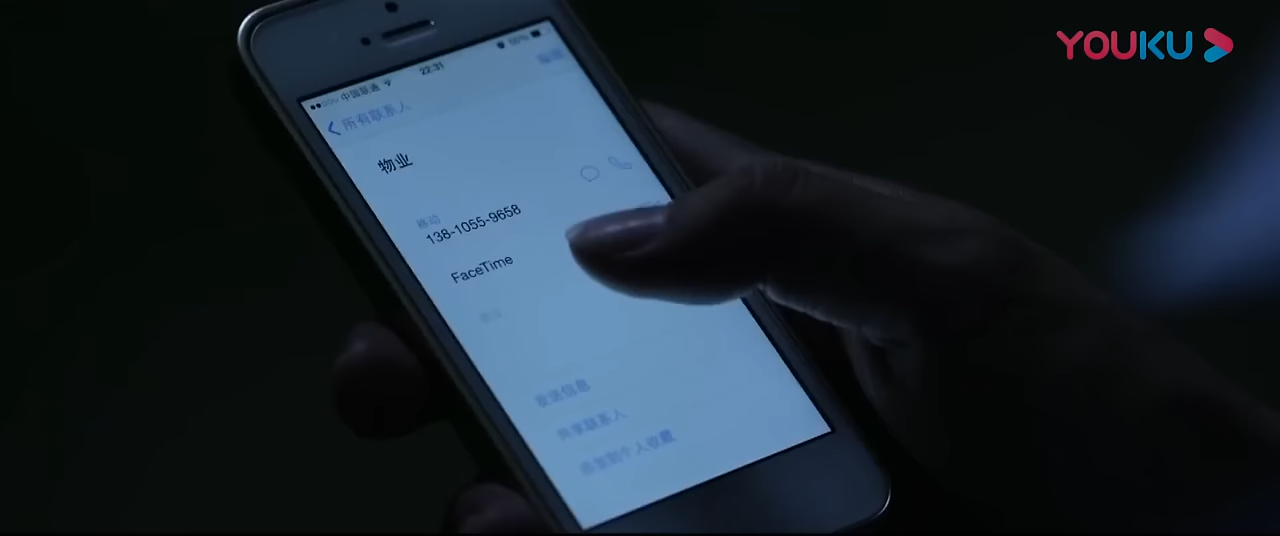 YOUKU
中国联通 22:31
所有联系人
物业
移动
138-1055-9658
FaceTime
发送信息
共享联系人
添加到个人收藏